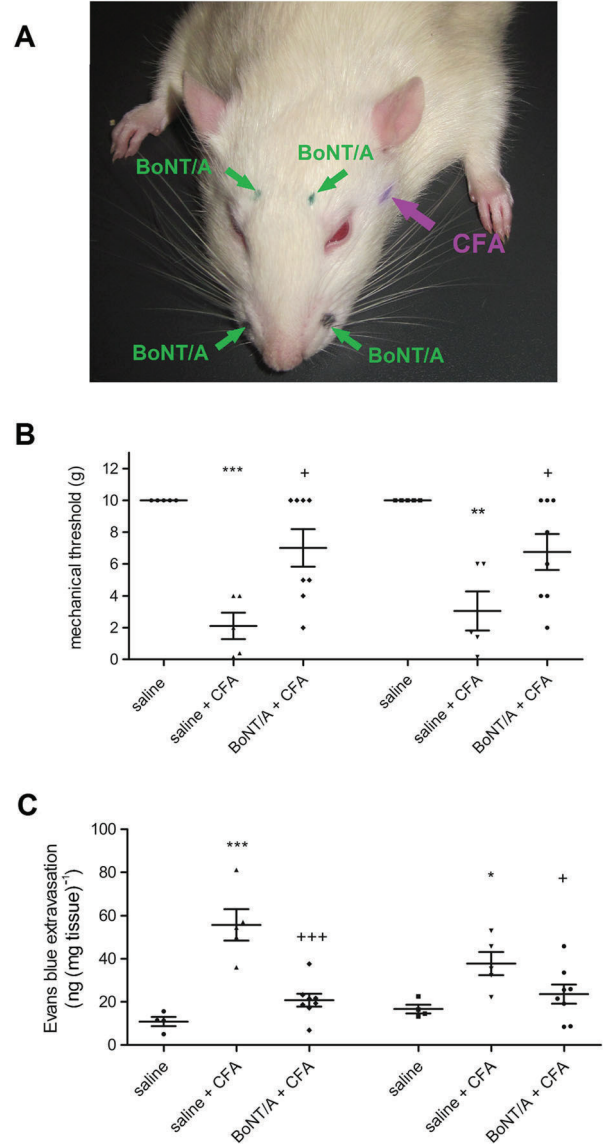 A
BoNT/A
BoNT/A
CFA
BoNT/A
BoNT/A
B
mechanical threshold (g)
12
10
8
6
4
2
0
***
+
**
+
saline
saline + CFA
BoNT/A + CFA
saline
saline + CFA
BoNT/A + CFA
C
Evans blue extravasation
(ng (mg tissue)⁻¹)
100
80
60
40
20
0
***
+++
*
+
saline
saline + CFA
BoNT/A + CFA
saline
saline + CFA
BoNT/A + CFA